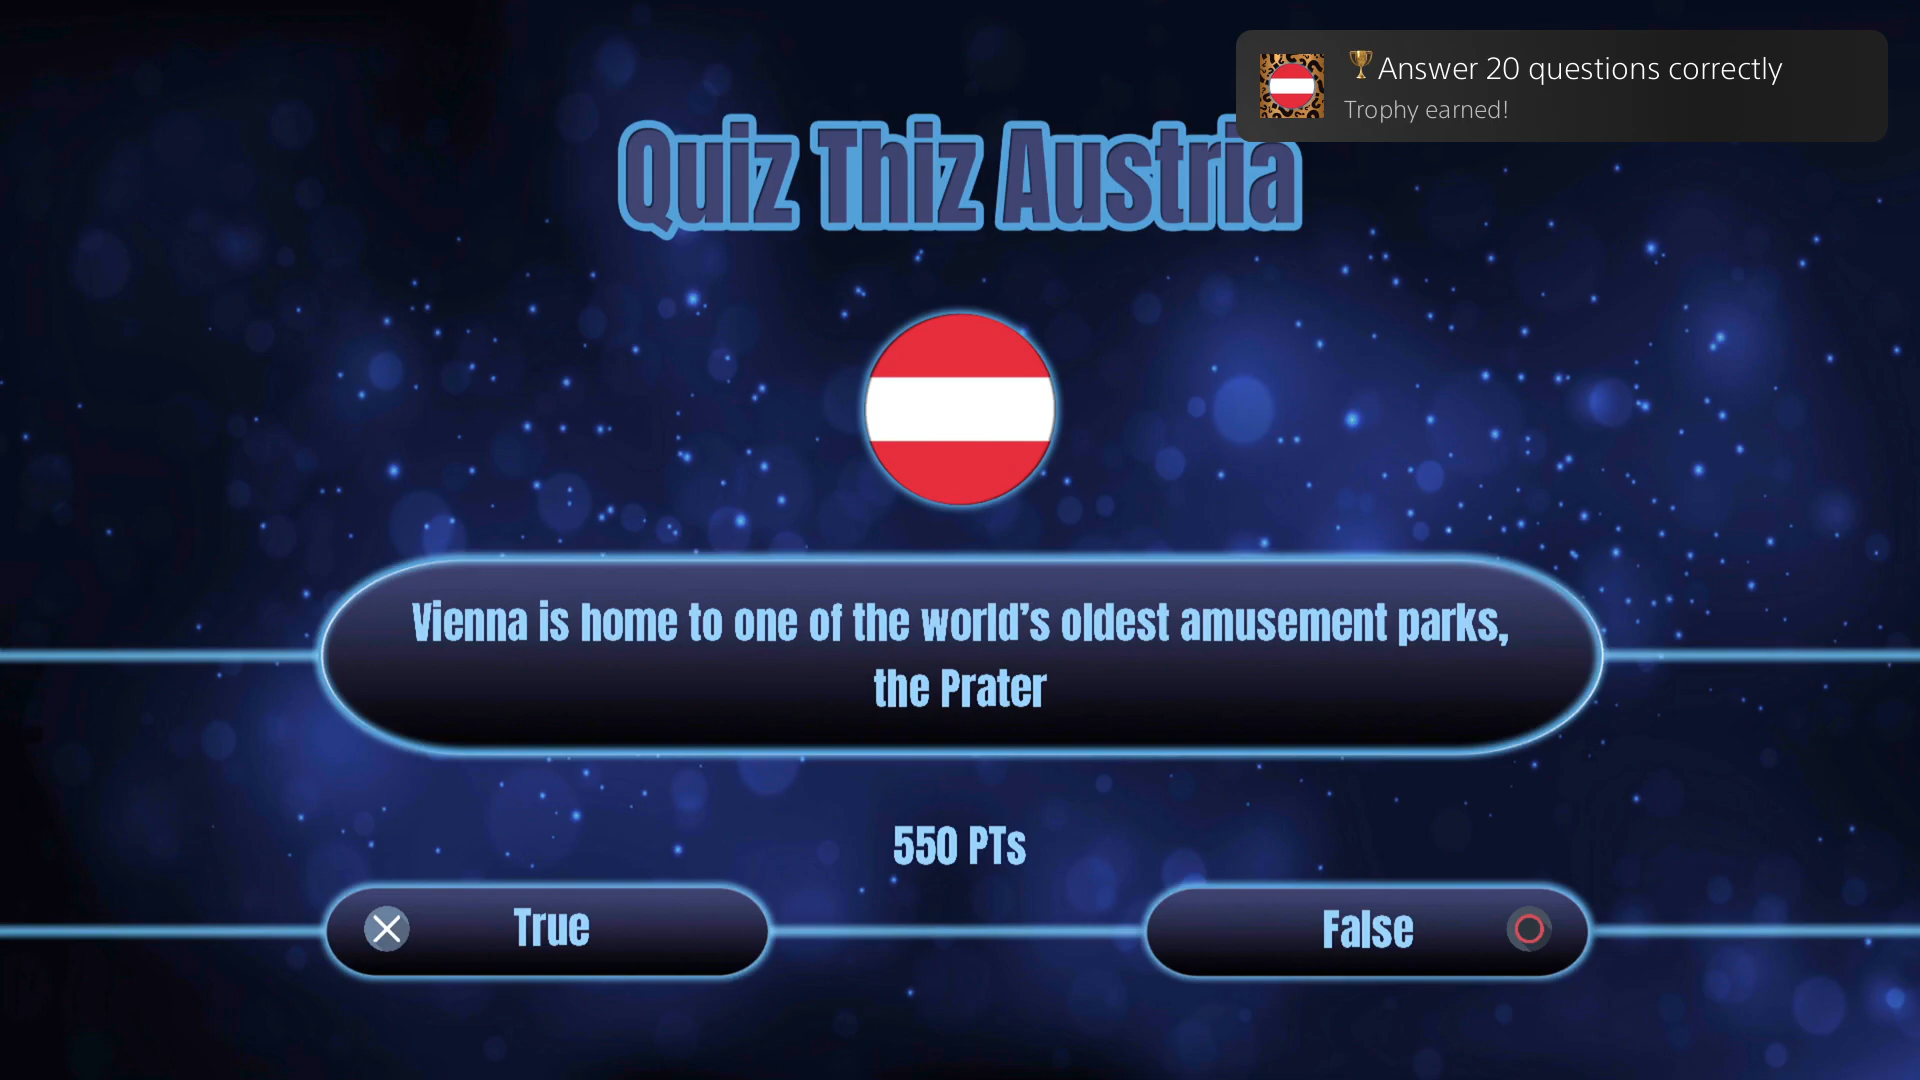 Answer 20 questions correctly
Trophy earned!
Quiz Thiz Austria
Vienna is home to one of the world’s oldest amusement parks,
the Prater
550 PTs
True
False